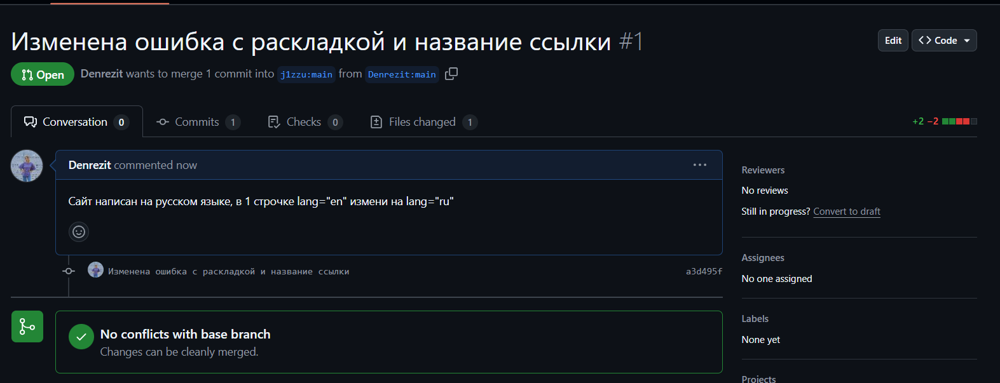 Изменена ошибка с раскладкой и название ссылки #1
Edit
Code
Open
Denrezit wants to merge 1 commit into j1zzu:main from Denrezit:main
Conversation 0
Commits 1
Checks 0
Files changed 1
+2 −2
Denrezit commented now
Сайт написан на русском языке, в 1 строчке lang="en" измени на lang="ru"
Изменена ошибка с раскладкой и название ссылки
a3d495f
No conflicts with base branch
Changes can be cleanly merged.
Reviewers
No reviews
Still in progress? Convert to draft
Assignees
No one assigned
Labels
None yet
Projects